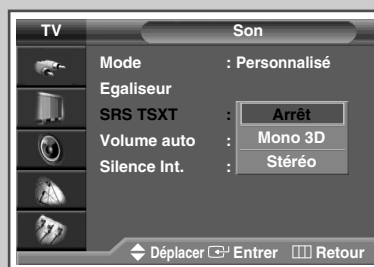 TV Son
Mode : Personnalisé
Egaliseur
SRS TSXT : Arrêt
Volume auto : Mono 3D
Silence Int. : Stéréo
Déplacer Entrer Retour